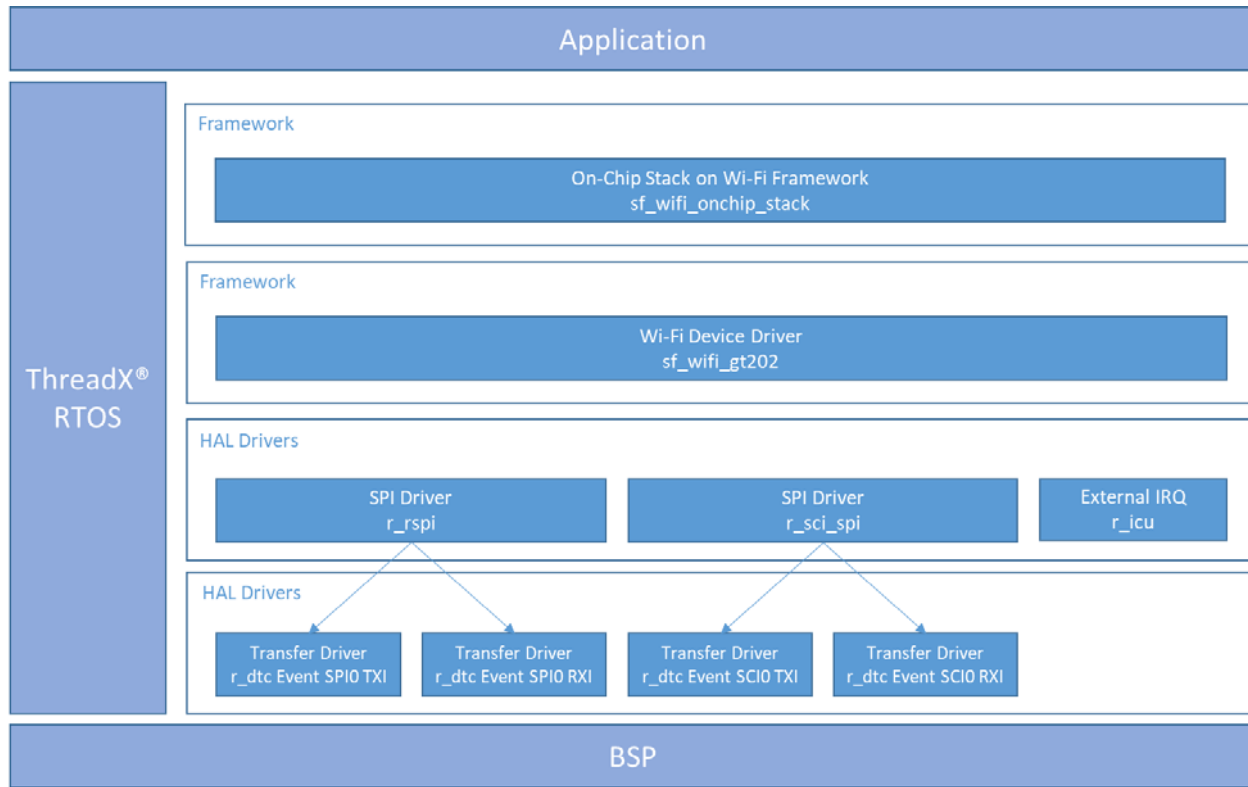 Application
ThreadX®
RTOS
Framework
On-Chip Stack on Wi-Fi Framework
sf_wifi_onchip_stack
Framework
Wi-Fi Device Driver
sf_wifi_gt202
HAL Drivers
SPI Driver
r_rspi
SPI Driver
r_sci_spi
External IRQ
r_icu
HAL Drivers
Transfer Driver
r_dtc Event SPI0 TXI
Transfer Driver
r_dtc Event SPI0 RXI
Transfer Driver
r_dtc Event SCI0 TXI
Transfer Driver
r_dtc Event SCI0 RXI
BSP